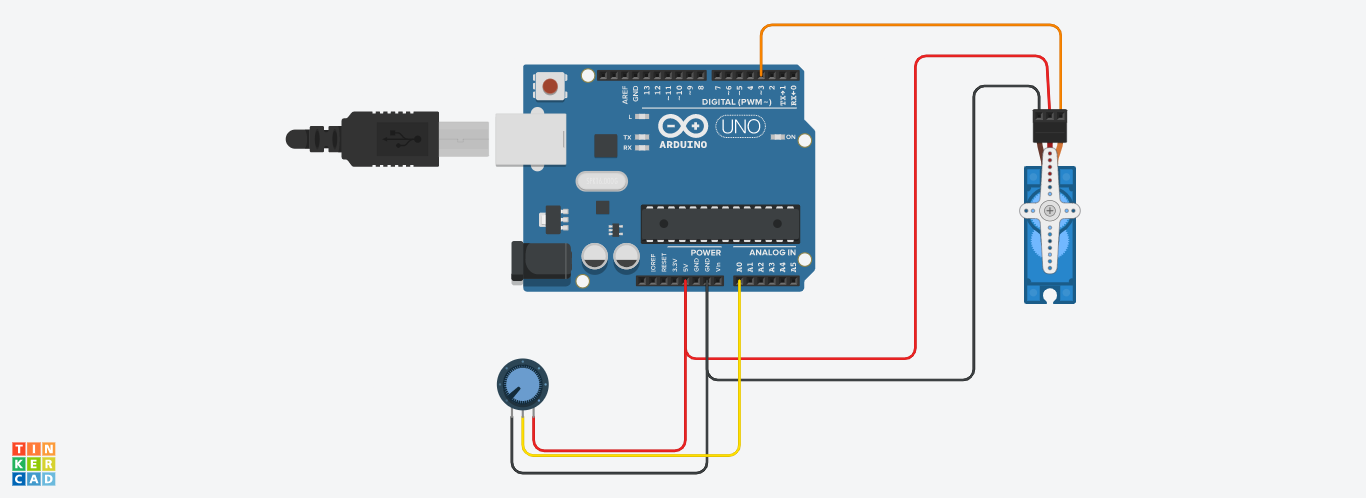 AREF
GND
13
12
~11
~10
~9
8
7
~6
~5
4
~3
2
TX→1
RX←0
DIGITAL (PWM~)
L
TX
RX
UNO
ON
ARDUINO
POWER
ANALOG IN
IOREF
RESET
3.3V
5V
GND
GND
Vin
A0
A1
A2
A3
A4
A5
TIN
KER
CAD